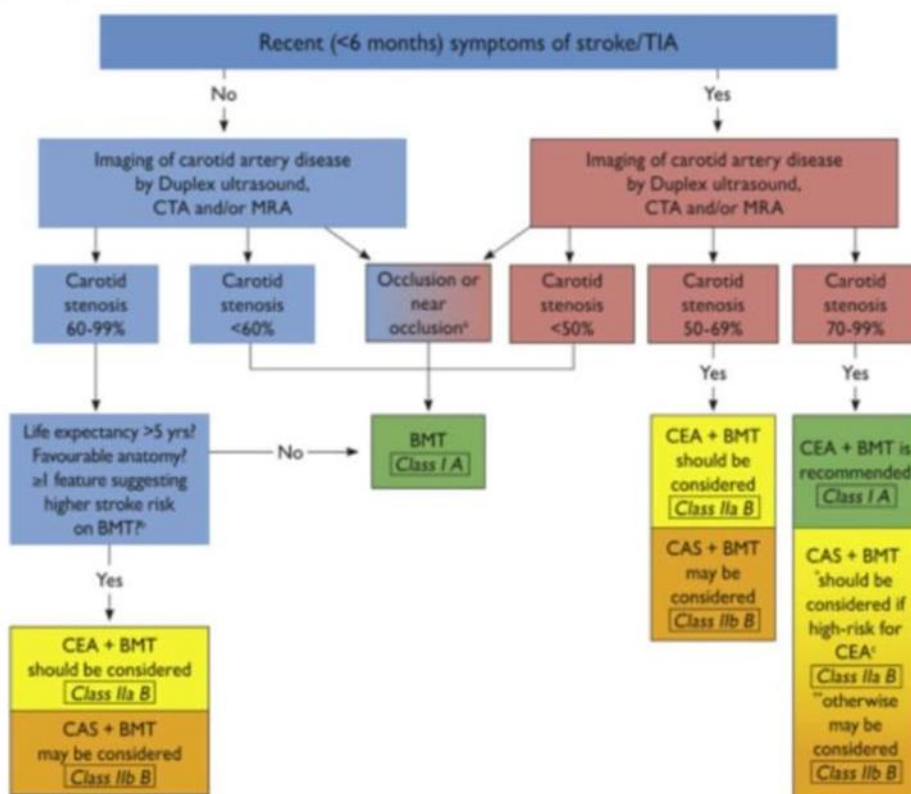 Recent (<6 months) symptoms of stroke/TIA
No
Yes
Imaging of carotid artery disease
by Duplex ultrasound,
CTA and/or MRA
Imaging of carotid artery disease
by Duplex ultrasound,
CTA and/or MRA
Carotid
stenosis
60-99%
Carotid
stenosis
<60%
Occlusion or
near
occlusionᵃ
Carotid
stenosis
<50%
Carotid
stenosis
50-69%
Carotid
stenosis
70-99%
Yes
Yes
Life expectancy >5 yrs?
Favourable anatomy?
≥1 feature suggesting
higher stroke risk
on BMT?ᵇ
No
BMT
Class I A
CEA + BMT
should be
considered
Class IIa B
CAS + BMT
may be
considered
Class IIb B
CEA + BMT is
recommended
Class I A
CAS + BMT
*should be
considered if
high-risk for
CEAᶜ
Class IIa B
**otherwise
may be
considered
Class IIb B
Yes
CEA + BMT
should be considered
Class IIa B
CAS + BMT
may be considered
Class IIb B